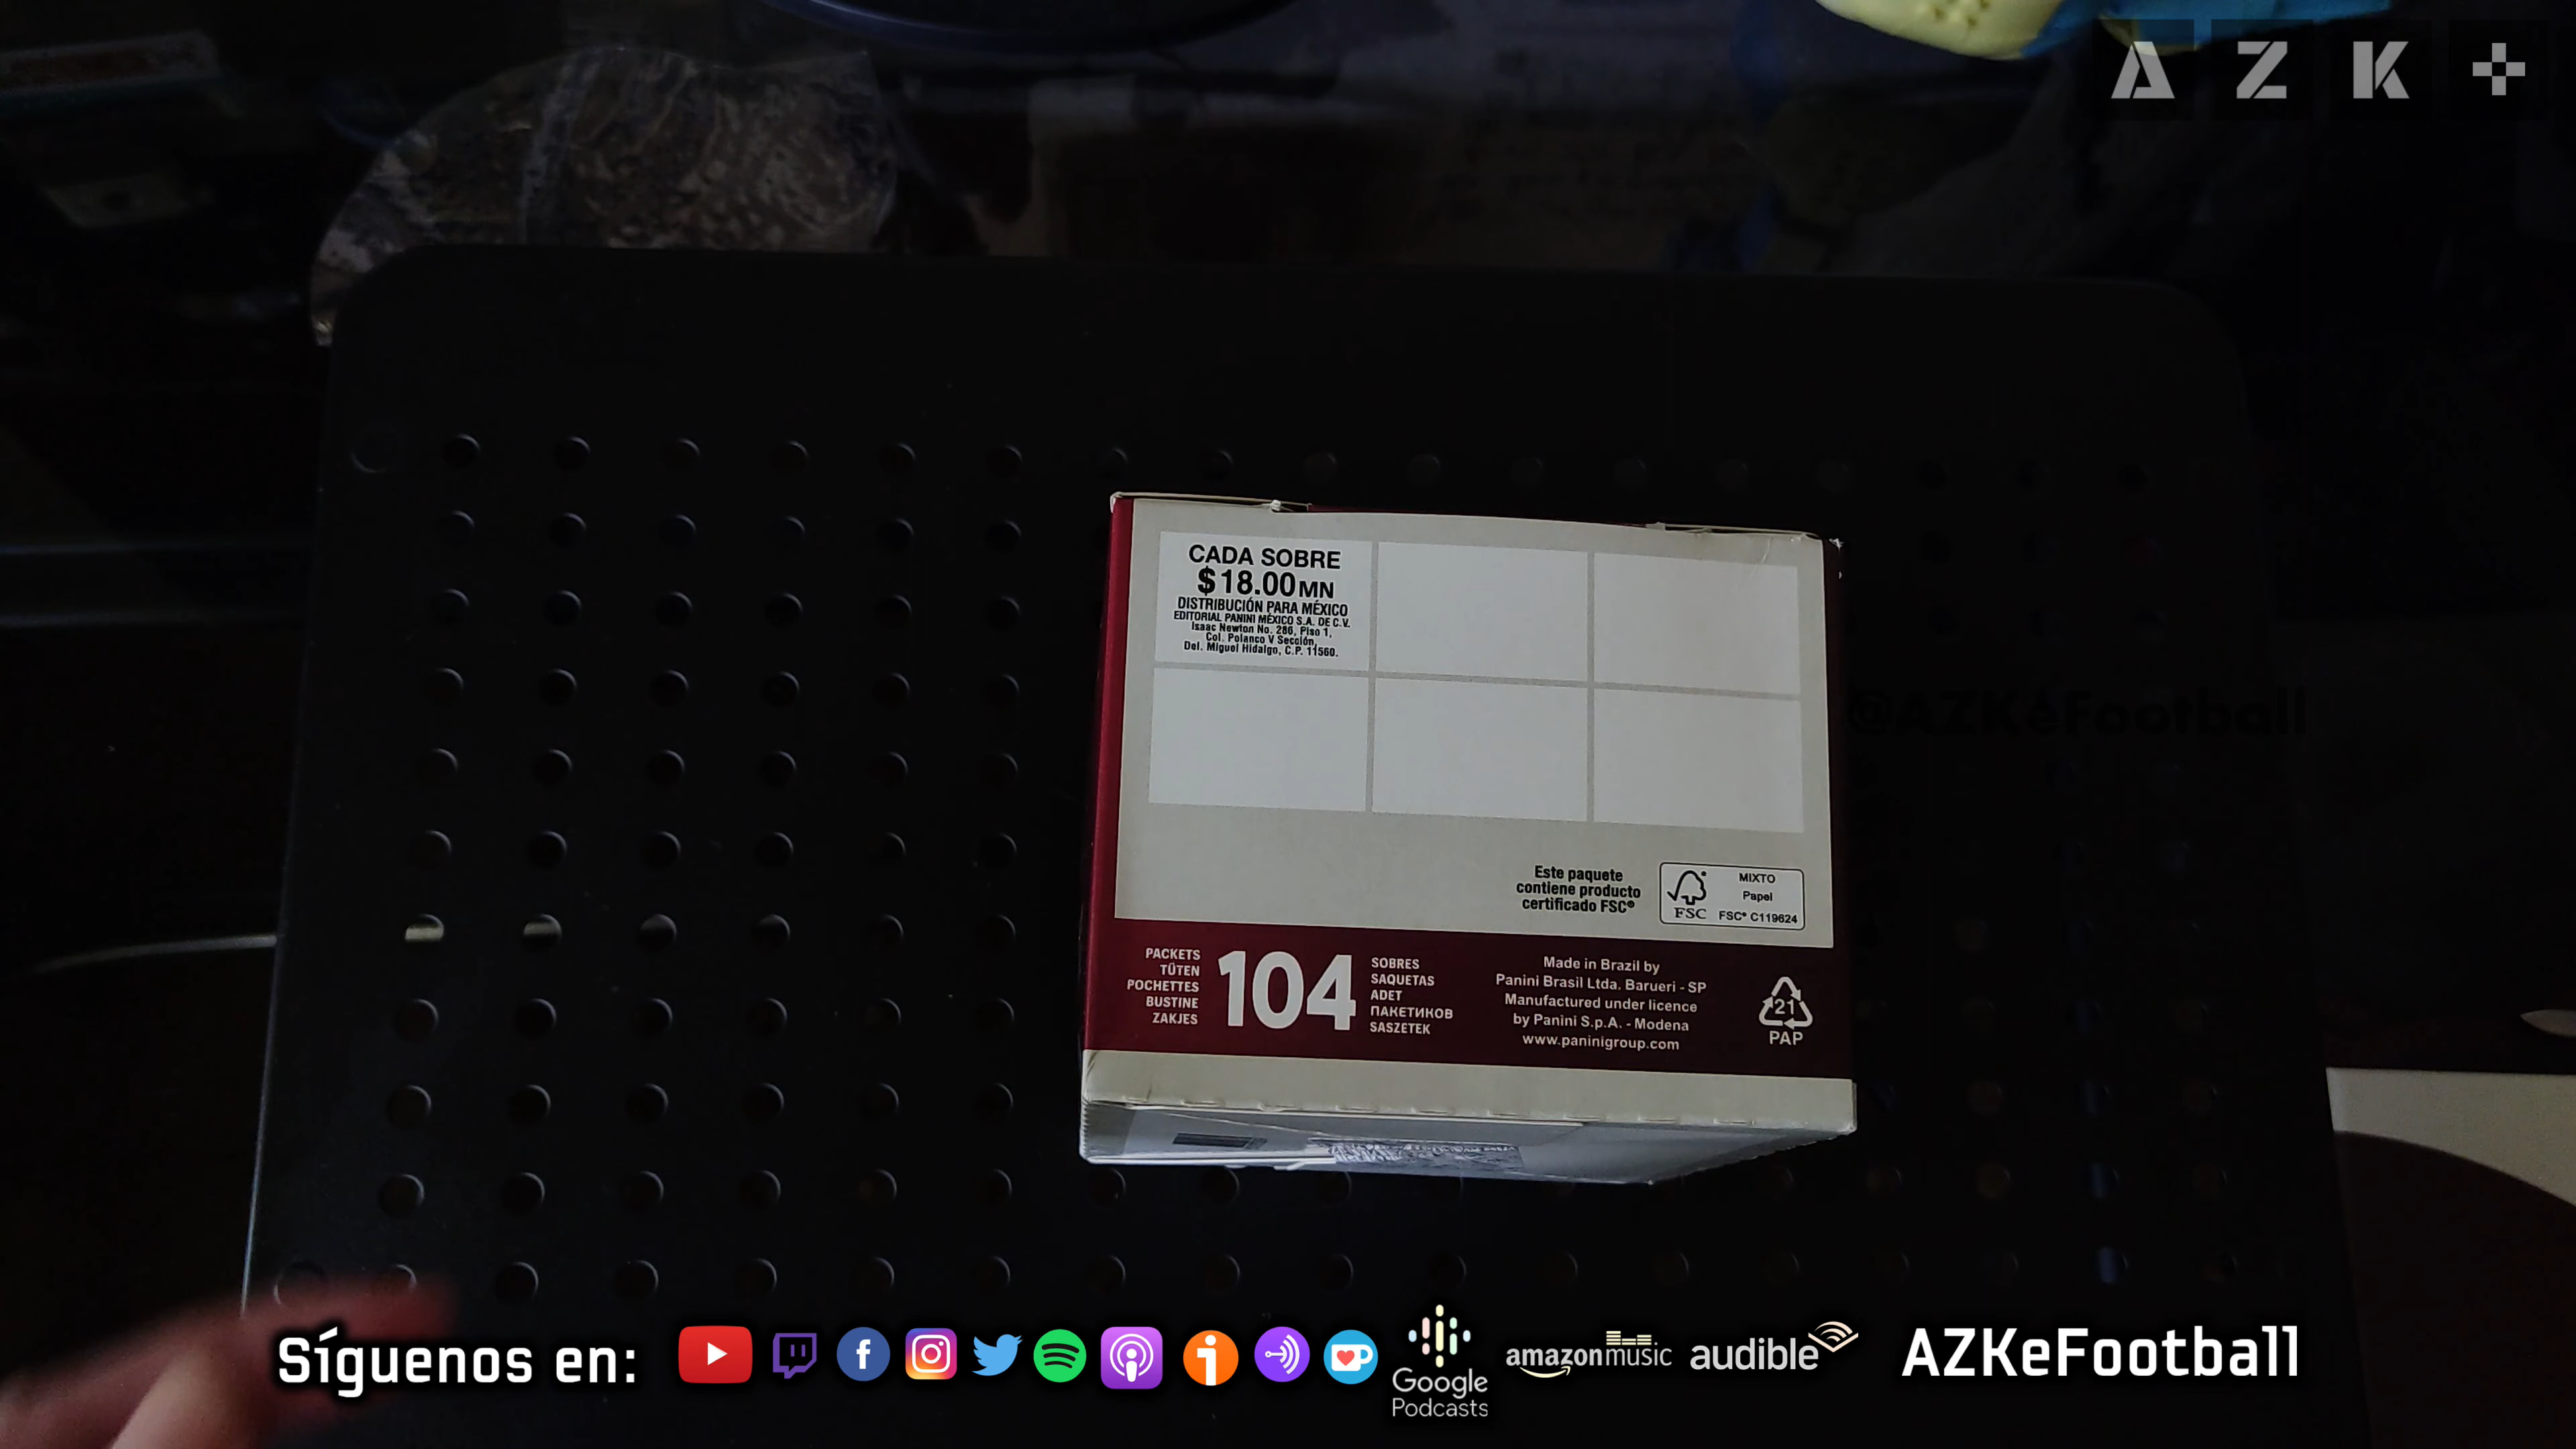 A Z K +
CADA SOBRE
$18.00 MN
DISTRIBUCIÓN PARA MÉXICO
EDITORIAL PANINI MÉXICO S.A. DE C.V.
Isaac Newton No. 286, Piso 1,
Col. Polanco V Sección,
Del. Miguel Hidalgo, C.P. 11560.
@AZKeFootball
Este paquete
contiene producto
certificado FSC®
FSC
MIXTO
Papel
FSC® C119624
PACKETS
TÜTEN
POCHETTES
BUSTINE
ZAKJES
104
SOBRES
SAQUETAS
ADET
ПАКЕТИКОВ
SASZETEK
Made in Brazil by
Panini Brasil Ltda. Barueri - SP
Manufactured under licence
by Panini S.p.A. - Modena
www.paninigroup.com
21
PAP
Síguenos en:
Google
Podcasts
amazon music
audible
AZKeFootball